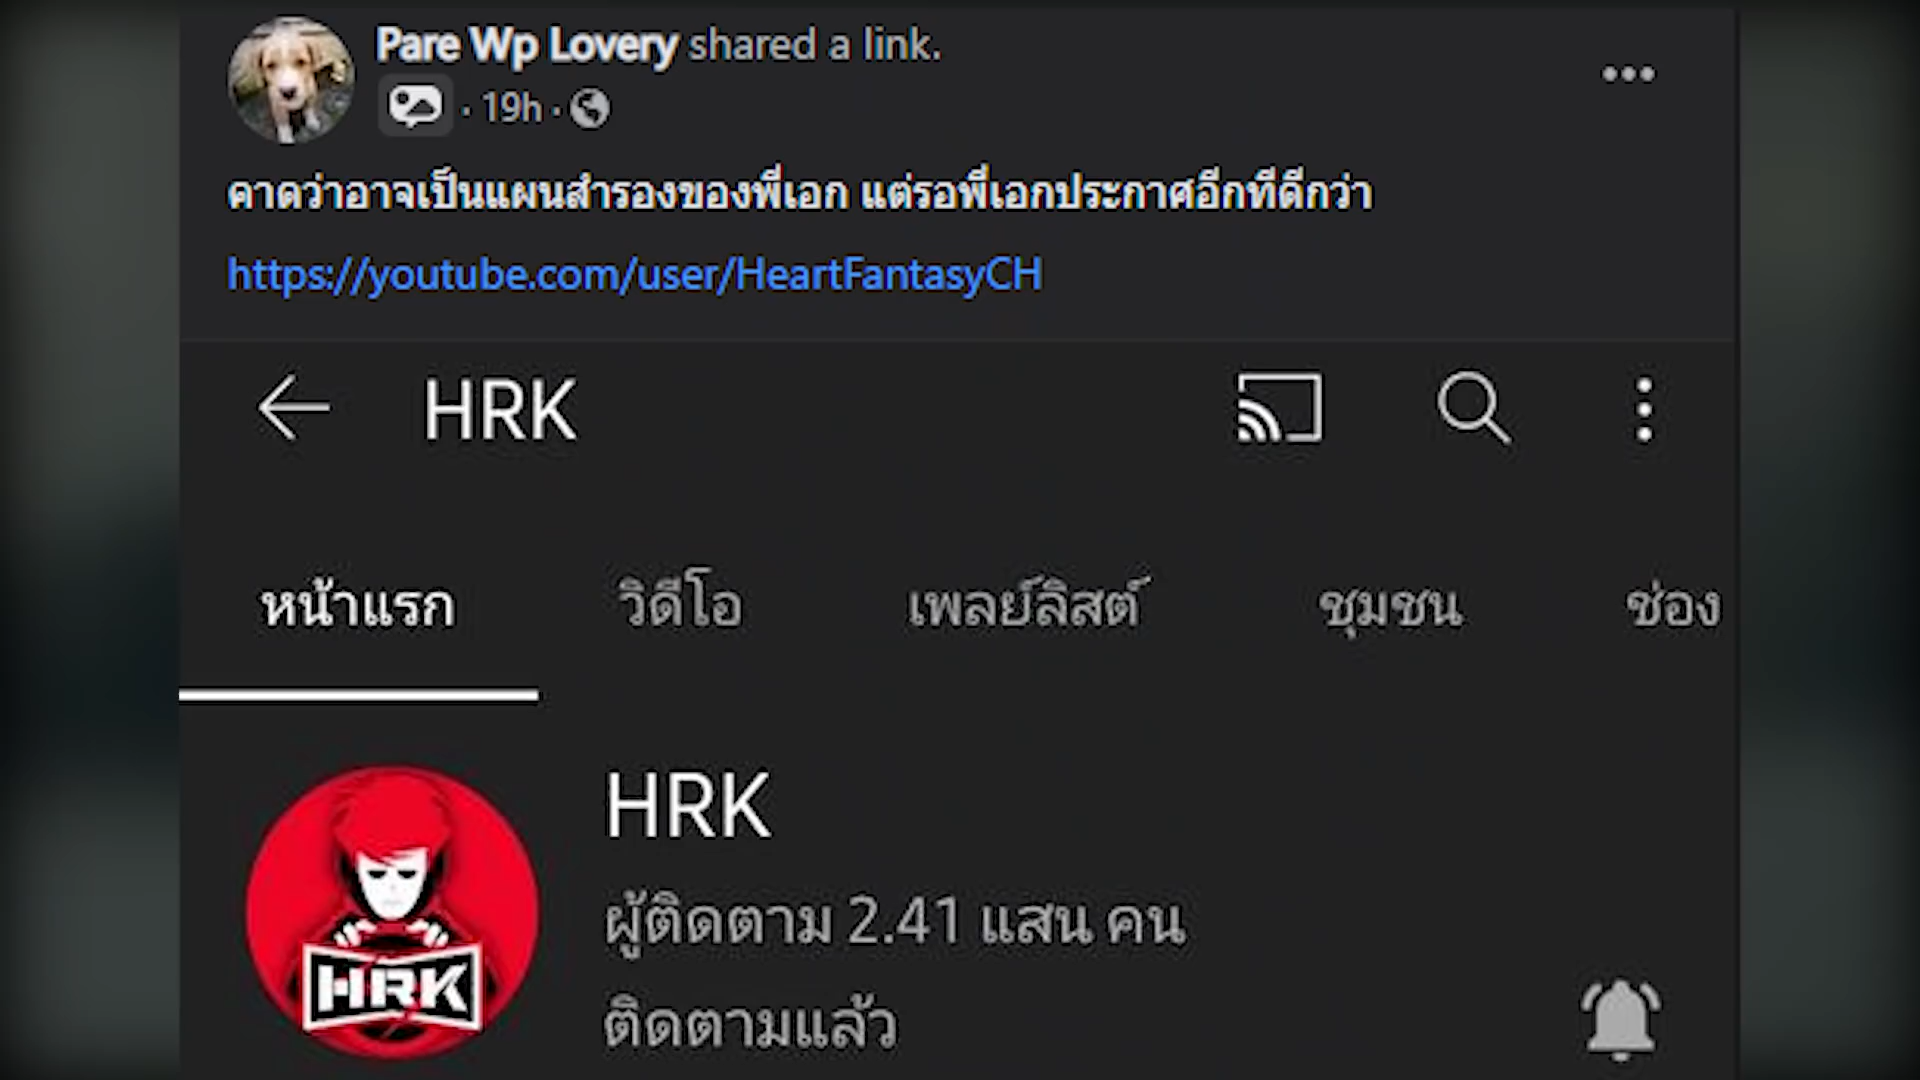 Pare Wp Lovery shared a link.
· 19h ·
คาดว่าอาจเป็นแผนสำรองของพี่เอก แต่รอพี่เอกประกาศอีกทีดีกว่า
https://youtube.com/user/HeartFantasyCH
HRK
หน้าแรก วิดีโอ เพลย์ลิสต์ ชุมชน ช่อง
HRK
ผู้ติดตาม 2.41 แสน คน
ติดตามแล้ว
HRK